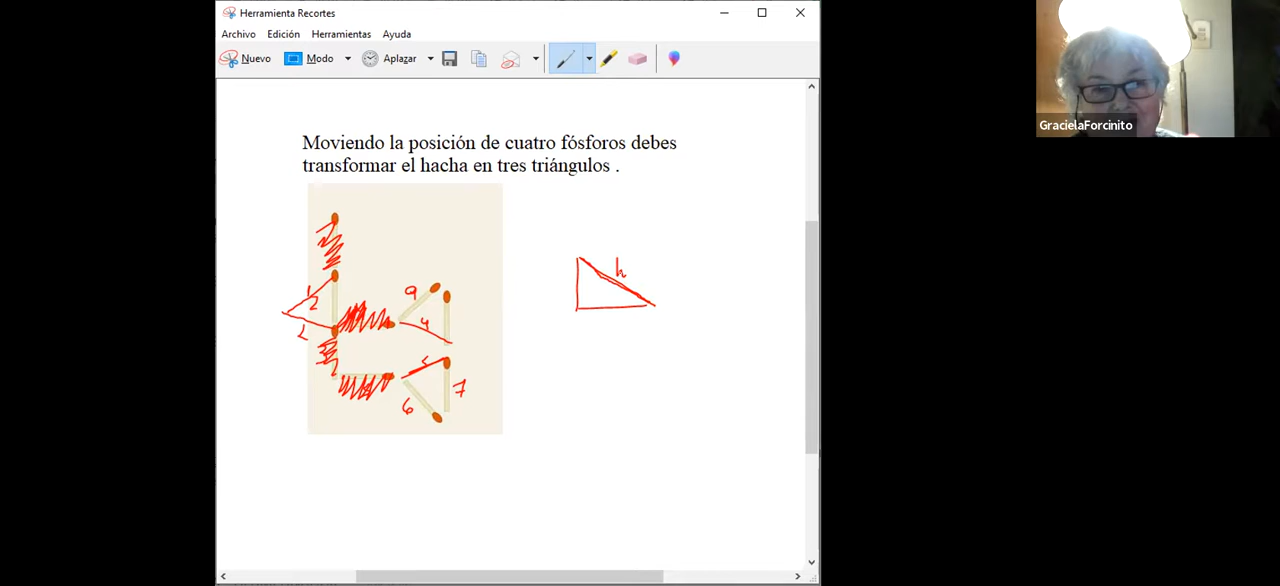 Herramienta Recortes
Archivo Edición Herramientas Ayuda
Nuevo Modo Aplazar
GracielaForcinito
Moviendo la posición de cuatro fósforos debes
transformar el hacha en tres triángulos .
h
9
4
2
5
7
6